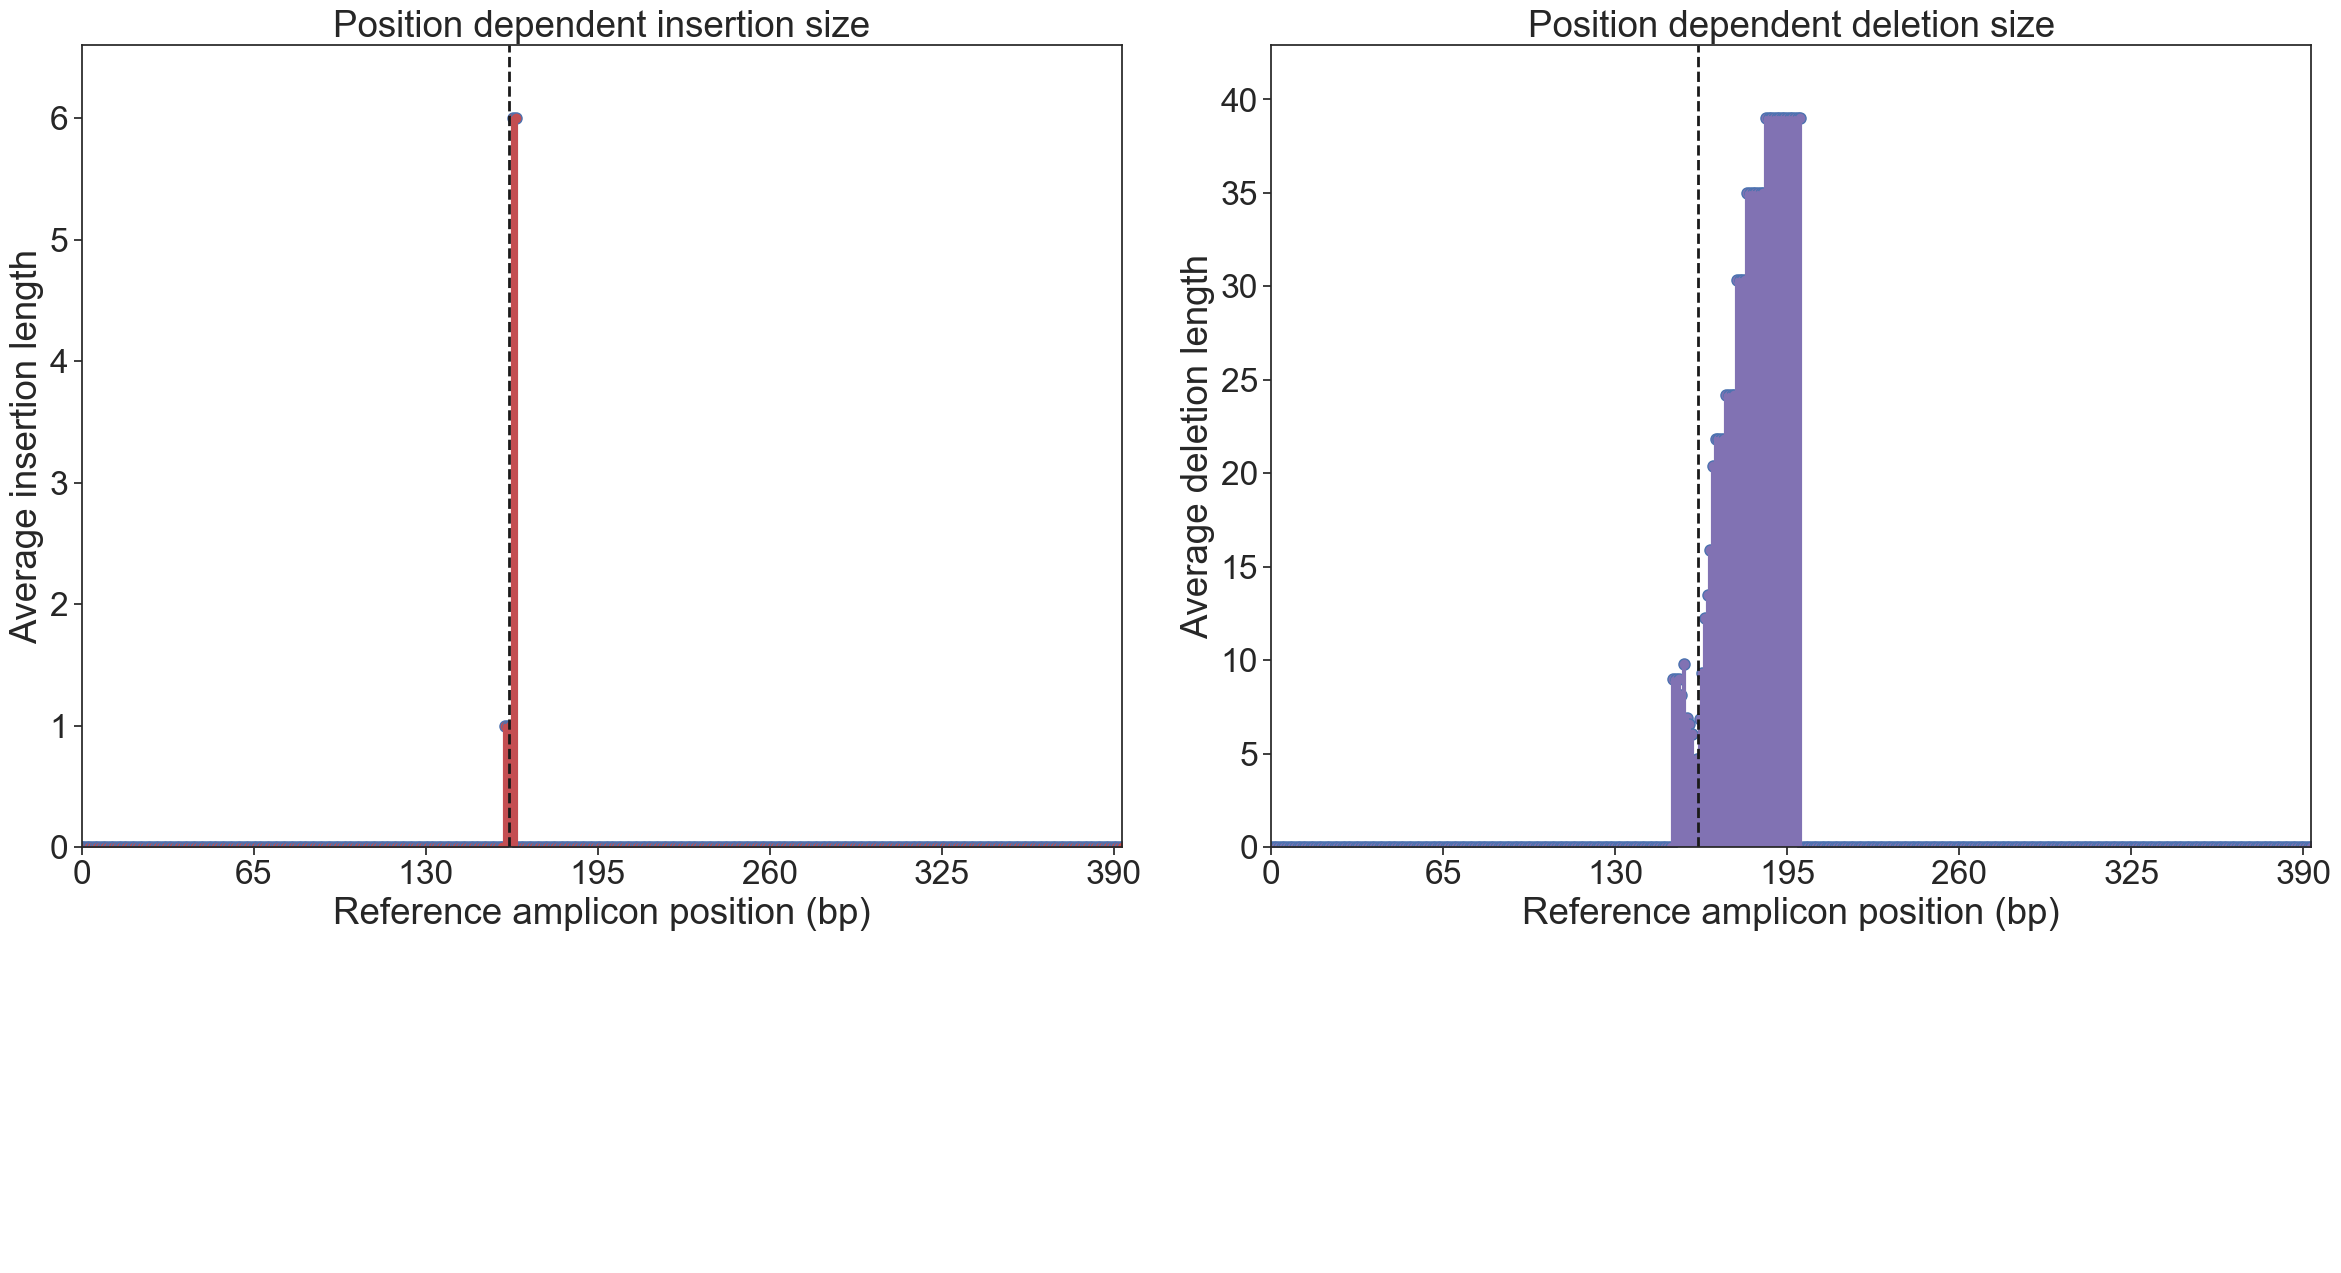 Position dependent insertion size
Average insertion length
6
5
4
3
2
1
0
0 65 130 195 260 325 390
Reference amplicon position (bp)
Position dependent deletion size
Average deletion length
40
35
30
25
20
15
10
5
0
0 65 130 195 260 325 390
Reference amplicon position (bp)